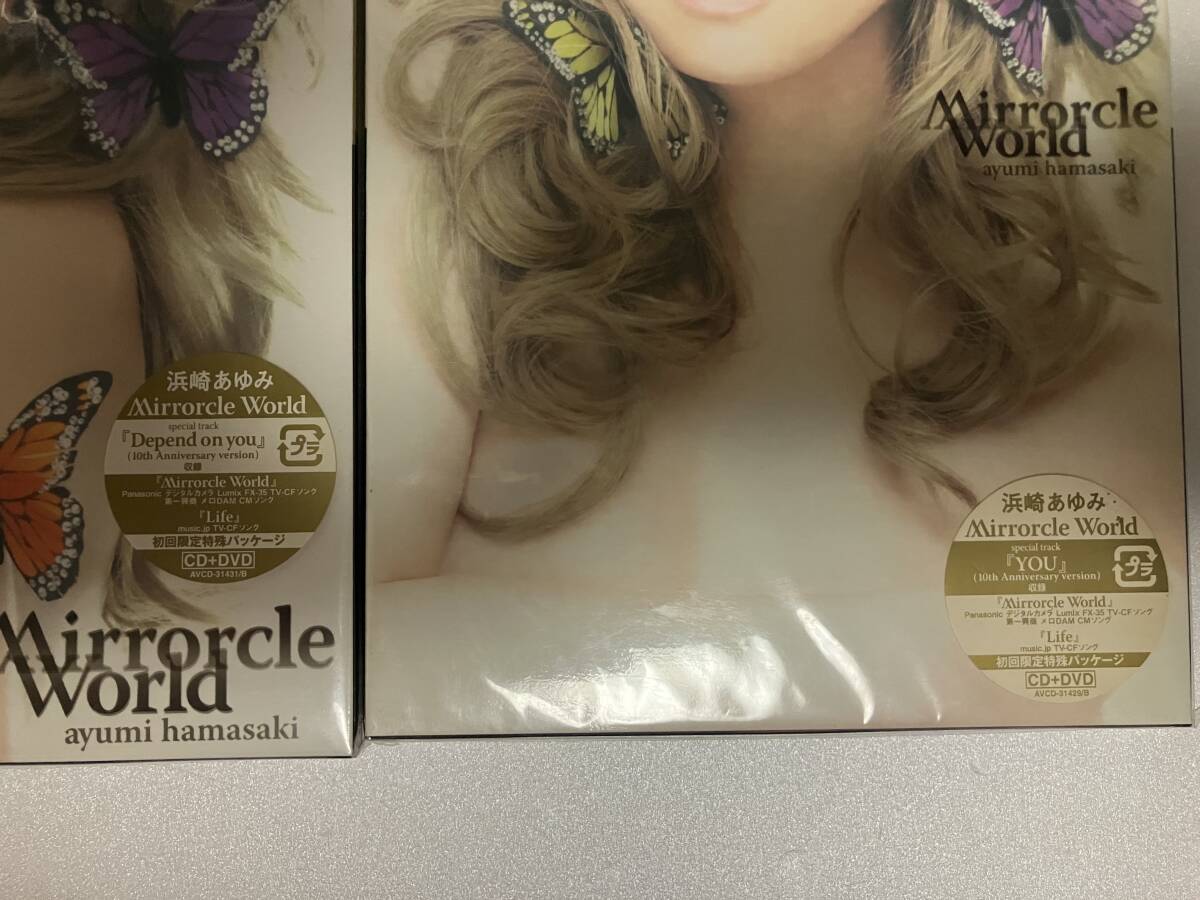 浜崎あゆみ
Mirrorcle World
special track
『Depend on you』
(10th Anniversary version)
収録
プラ
『Mirrorcle World』
Panasonic デジタルカメラ Lumix FX-35 TV-CFソング
第一興商 メロDAM CMソング
『Life』
music.jp TV-CFソング
初回限定特殊パッケージ
CD+DVD
AVCD-31431/B
Mirrorcle
World
ayumi hamasaki
Mirrorcle
World
ayumi hamasaki
浜崎あゆみ
Mirrorcle World
special track
『YOU』
(10th Anniversary version)
収録
プラ
『Mirrorcle World』
Panasonic デジタルカメラ Lumix FX-35 TV-CFソング
第一興商 メロDAM CMソング
『Life』
music.jp TV-CFソング
初回限定特殊パッケージ
CD+DVD
AVCD-31429/B